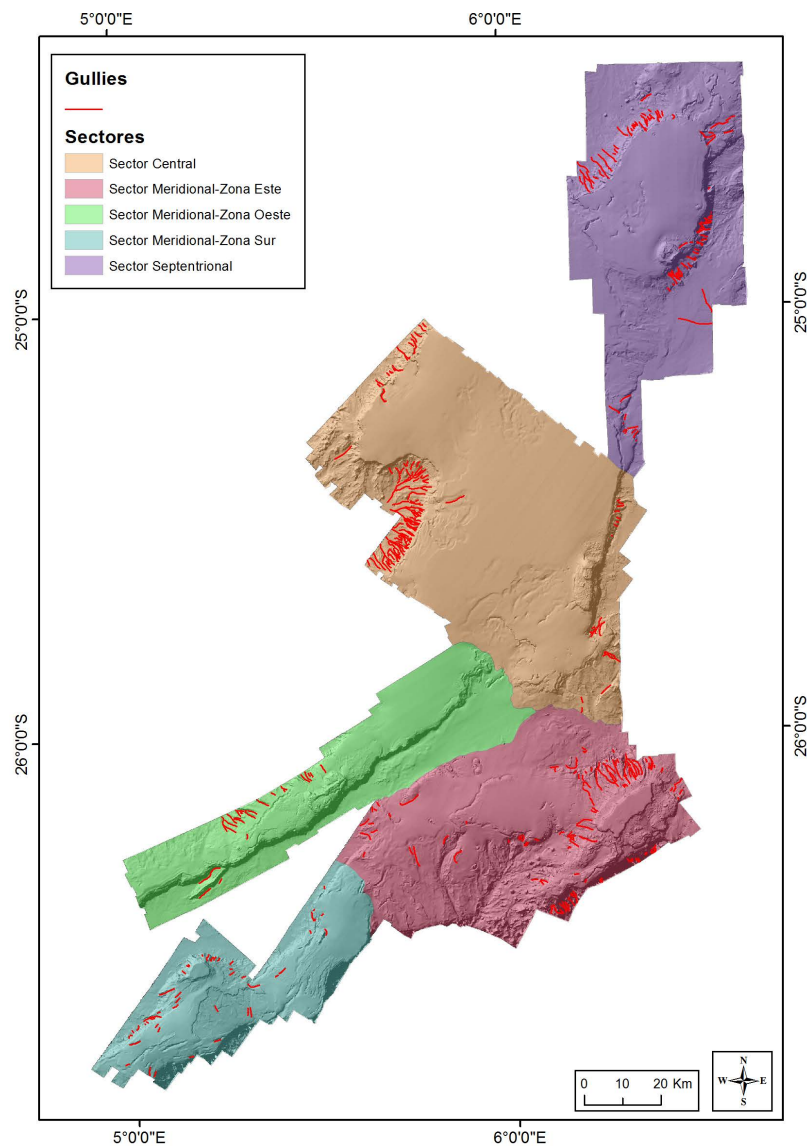 5°0'0"E 6°0'0"E
Gullies
Sectores
Sector Central
Sector Meridional-Zona Este
Sector Meridional-Zona Oeste
Sector Meridional-Zona Sur
Sector Septentrional
25°0'0"S 25°0'0"S
26°0'0"S 26°0'0"S
0 10 20 Km
N
W E
S
5°0'0"E 6°0'0"E